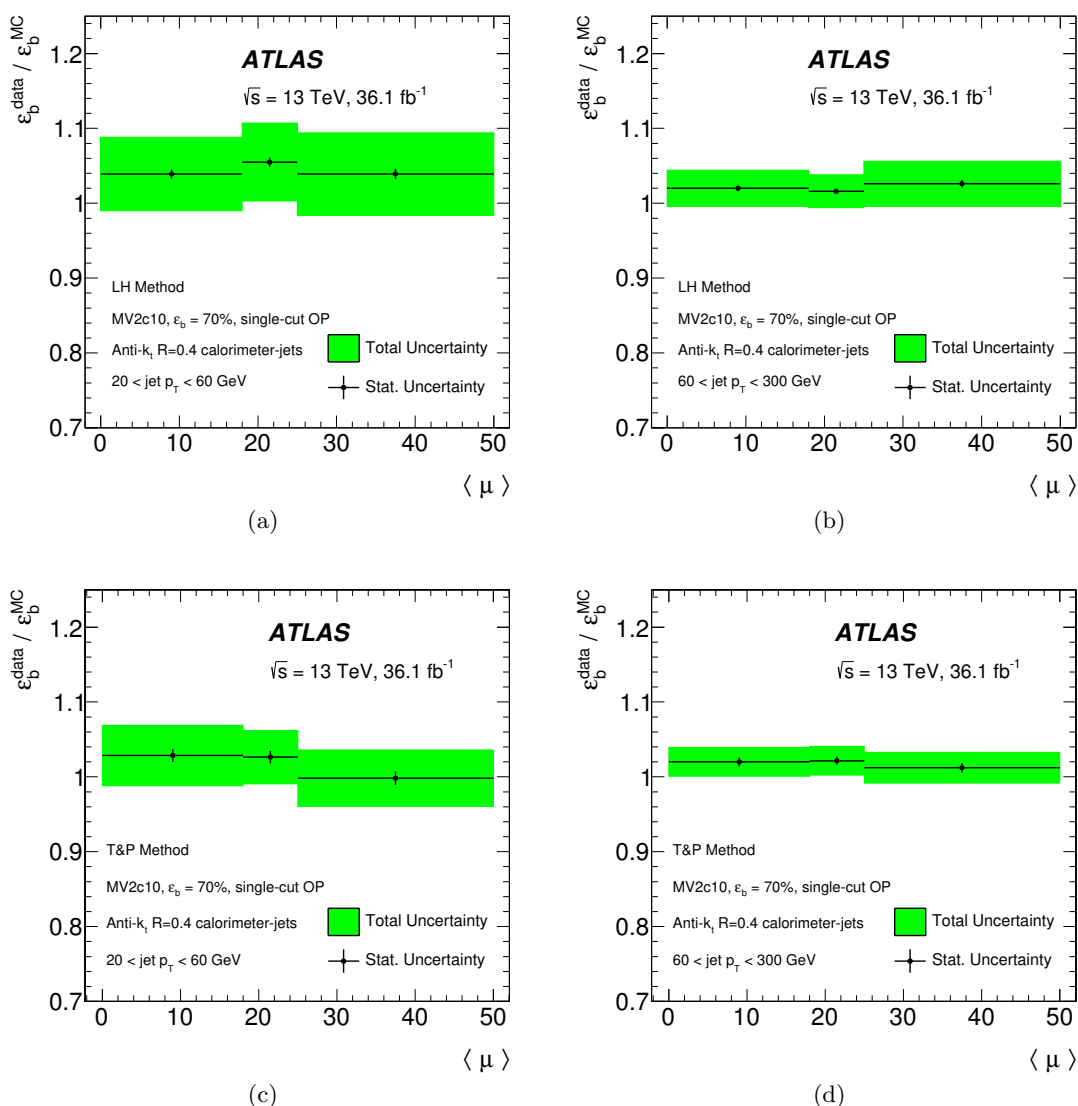 ε_b^data / ε_b^MC
1.2
1.1
1
0.9
0.8
0.7
ATLAS
√s = 13 TeV, 36.1 fb⁻¹
LH Method
MV2c10, ε_b = 70%, single-cut OP
Anti-k_t R=0.4 calorimeter-jets
20 < jet p_T < 60 GeV
Total Uncertainty
Stat. Uncertainty
0 10 20 30 40 50
⟨ μ ⟩
(a)
ε_b^data / ε_b^MC
1.2
1.1
1
0.9
0.8
0.7
ATLAS
√s = 13 TeV, 36.1 fb⁻¹
LH Method
MV2c10, ε_b = 70%, single-cut OP
Anti-k_t R=0.4 calorimeter-jets
60 < jet p_T < 300 GeV
Total Uncertainty
Stat. Uncertainty
0 10 20 30 40 50
⟨ μ ⟩
(b)
ε_b^data / ε_b^MC
1.2
1.1
1
0.9
0.8
0.7
ATLAS
√s = 13 TeV, 36.1 fb⁻¹
T&P Method
MV2c10, ε_b = 70%, single-cut OP
Anti-k_t R=0.4 calorimeter-jets
20 < jet p_T < 60 GeV
Total Uncertainty
Stat. Uncertainty
0 10 20 30 40 50
⟨ μ ⟩
(c)
ε_b^data / ε_b^MC
1.2
1.1
1
0.9
0.8
0.7
ATLAS
√s = 13 TeV, 36.1 fb⁻¹
T&P Method
MV2c10, ε_b = 70%, single-cut OP
Anti-k_t R=0.4 calorimeter-jets
60 < jet p_T < 300 GeV
Total Uncertainty
Stat. Uncertainty
0 10 20 30 40 50
⟨ μ ⟩
(d)